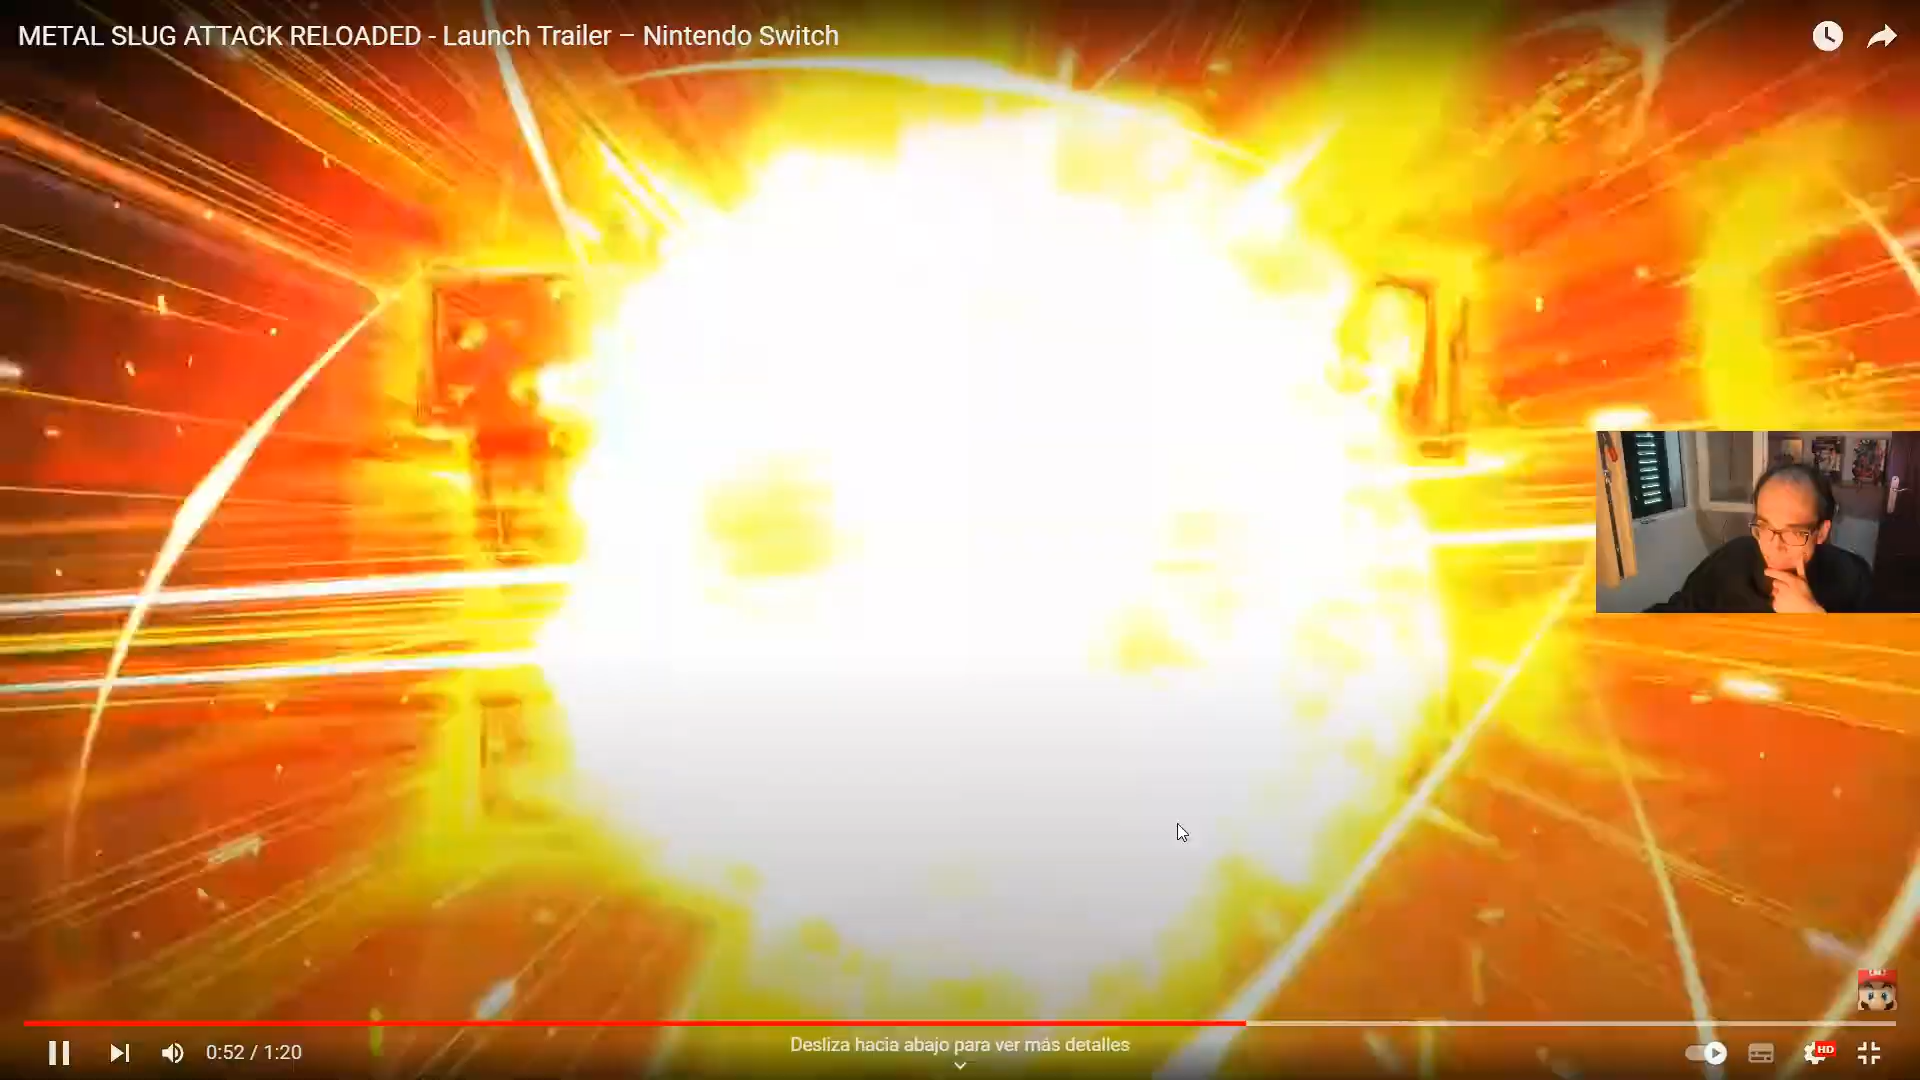 METAL SLUG ATTACK RELOADED - Launch Trailer – Nintendo Switch
Desliza hacia abajo para ver más detalles
0:52 / 1:20
HD